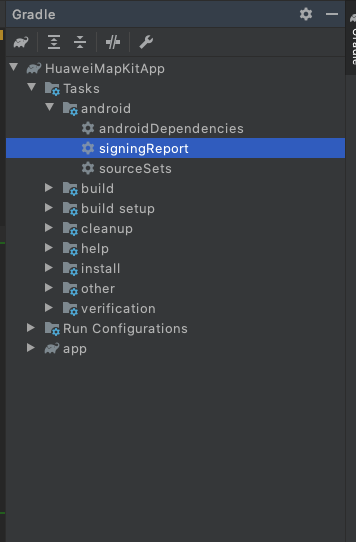 Gradle
HuaweiMapKitApp
Tasks
android
androidDependencies
signingReport
sourceSets
build
build setup
cleanup
help
install
other
verification
Run Configurations
app
Gradle